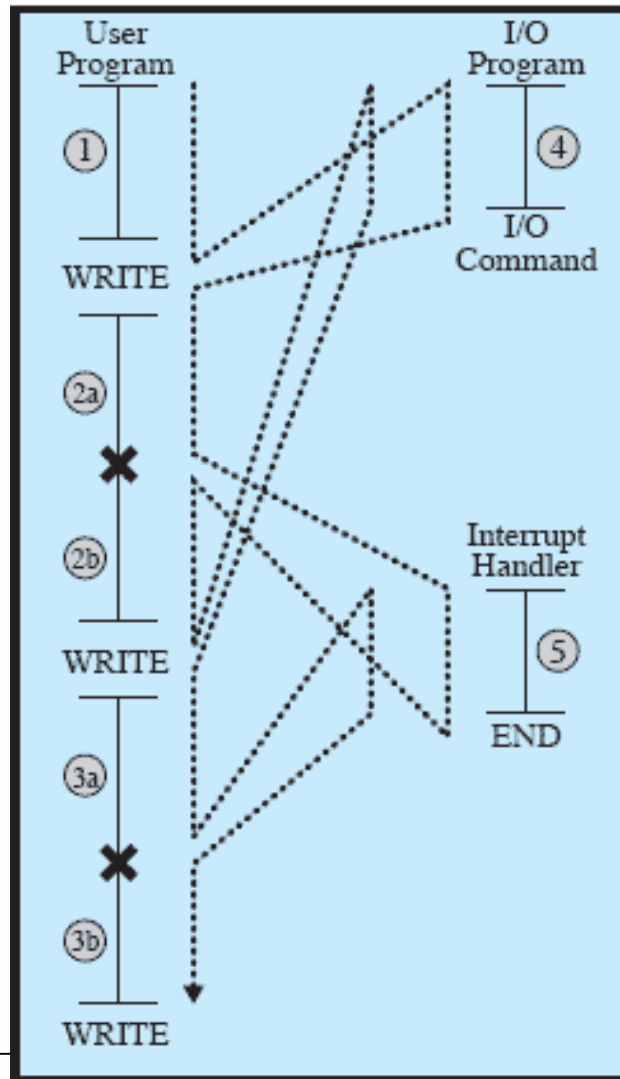 User
Program
I/O
Program
1
4
I/O
Command
WRITE
2a
2b
Interrupt
Handler
WRITE
5
END
3a
3b
WRITE